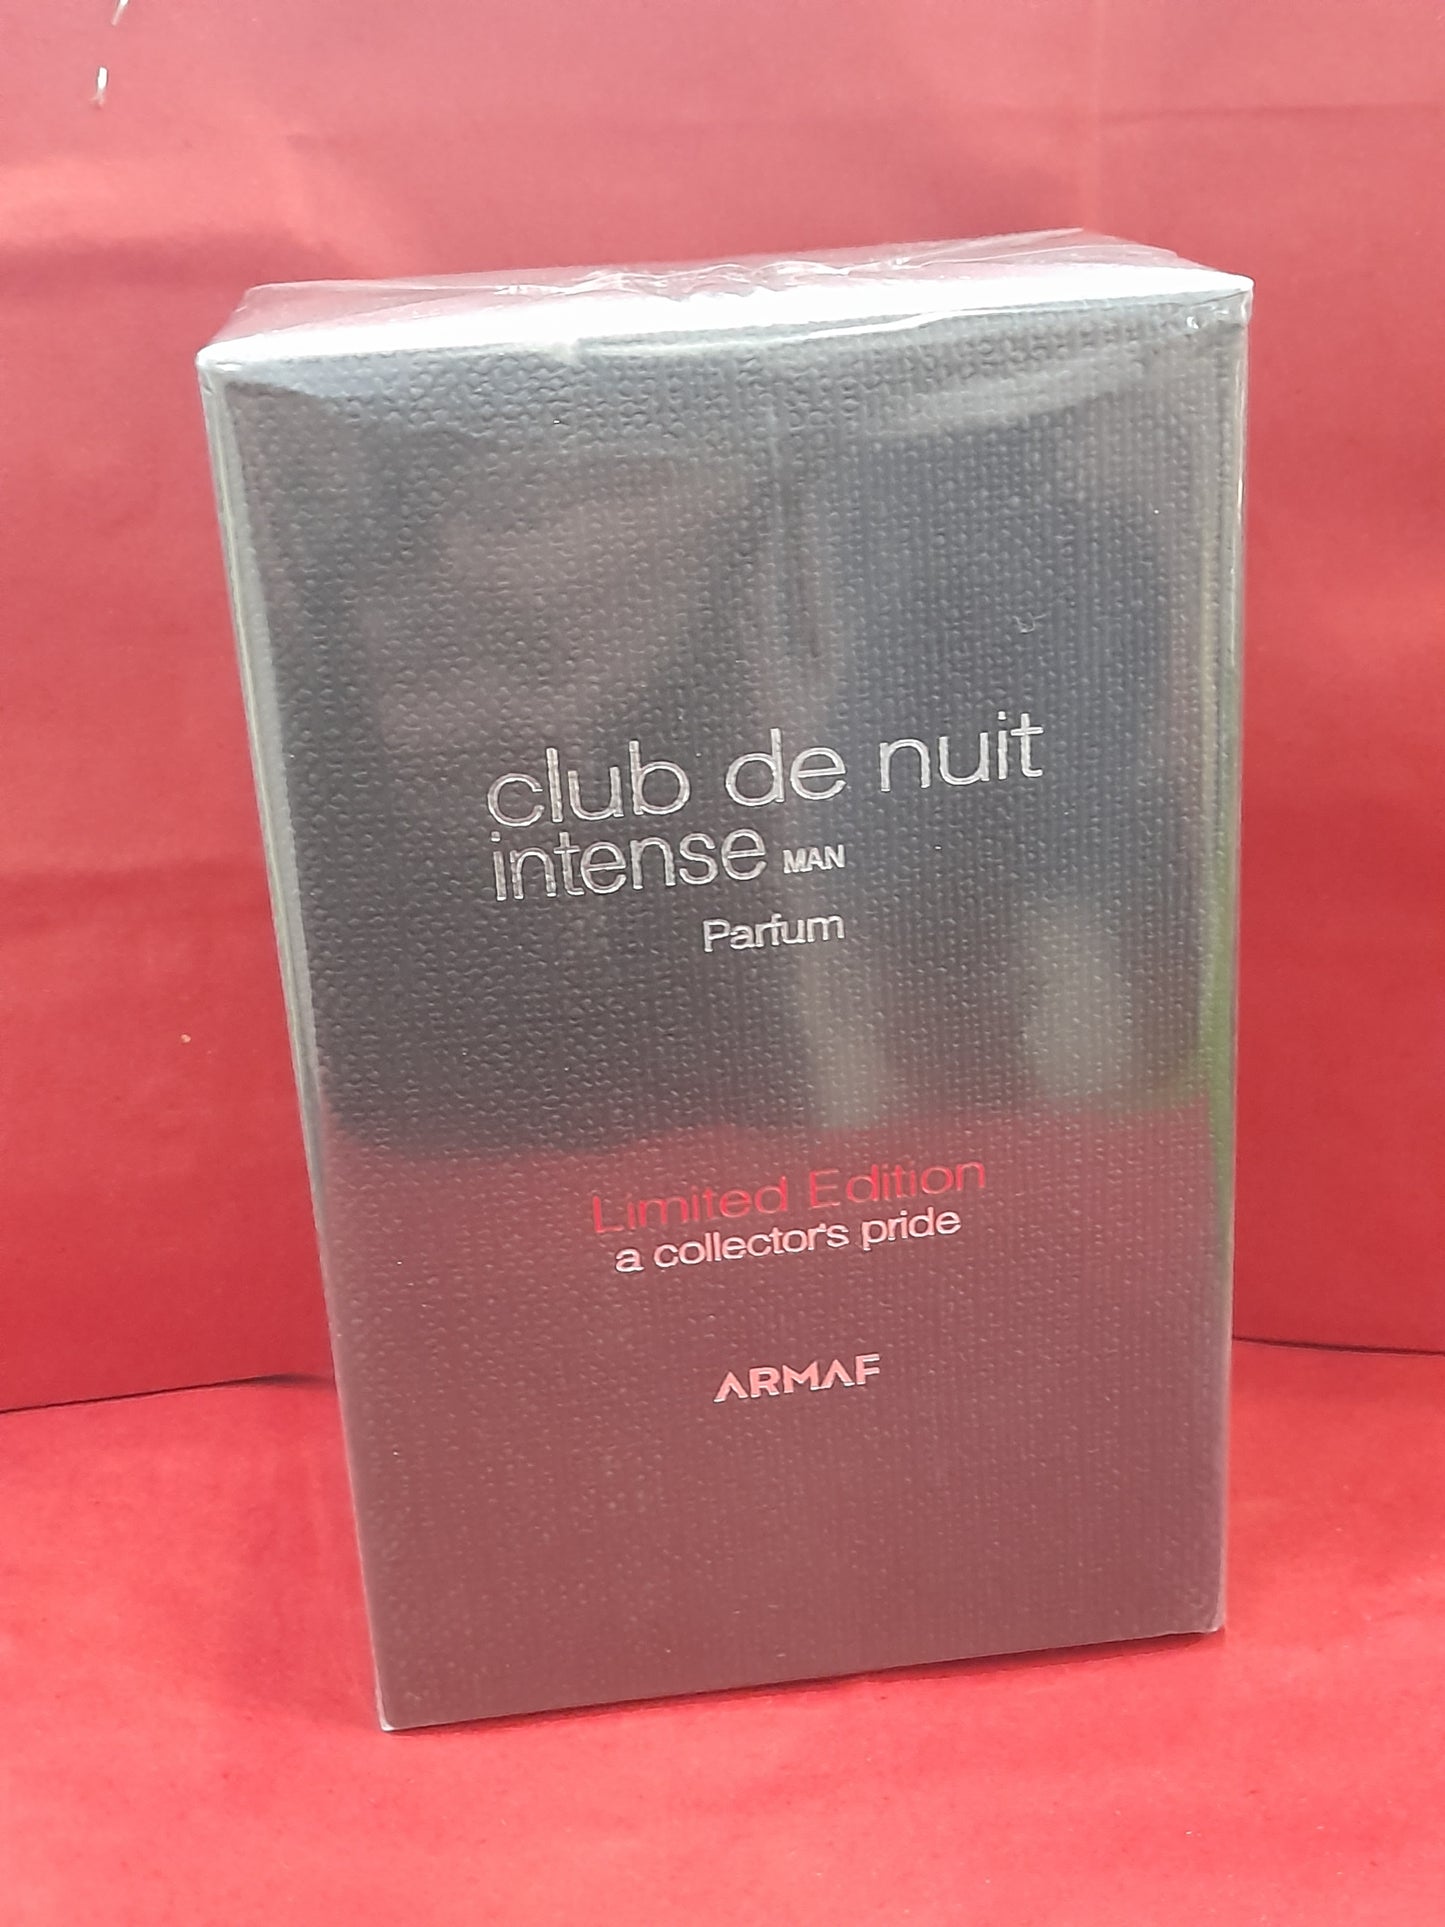 club de nuit
intense MAN
Parfum
Limited Edition
a collector's pride
ARMAF